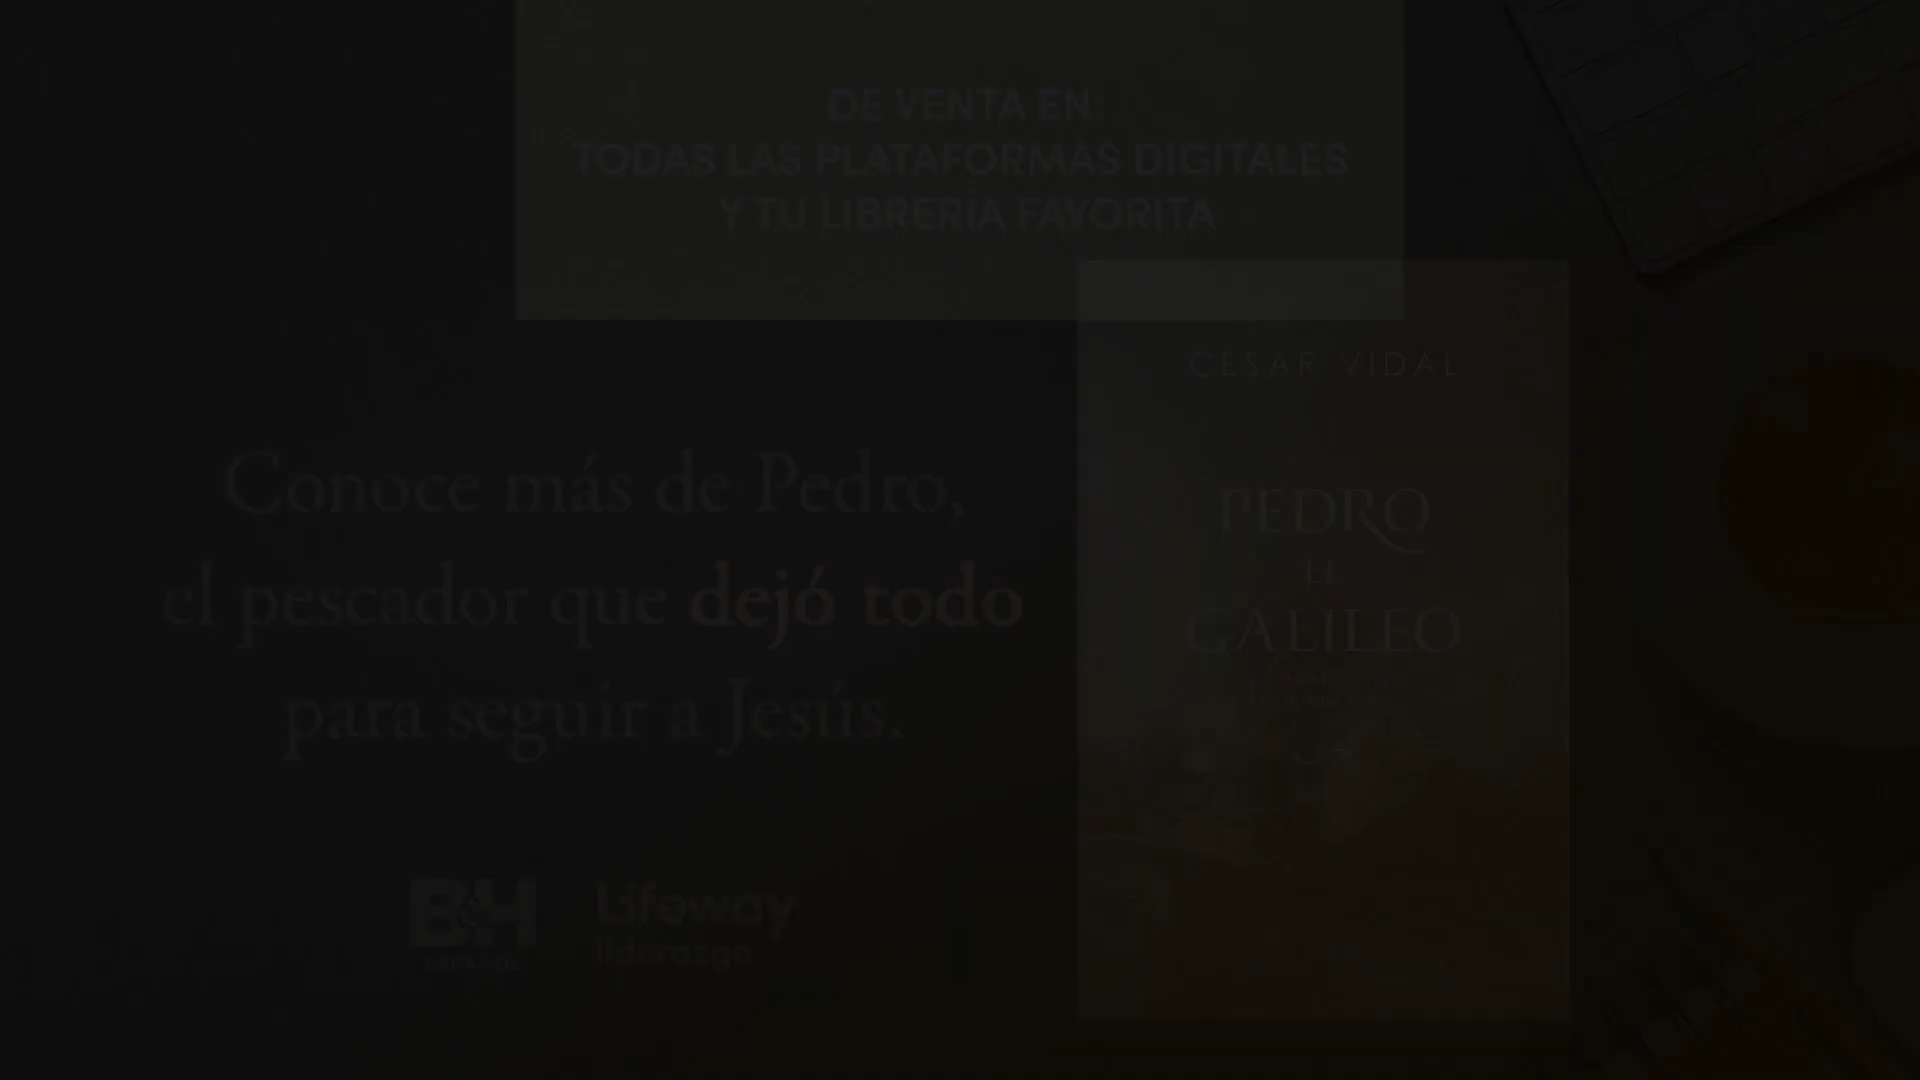 DE VENTA EN:
TODAS LAS PLATAFORMAS DIGITALES
Y TU LIBRERÍA FAVORITA
CÉSAR VIDAL
PEDRO
EL
GALILEO
Conoce más de Pedro,
el pescador que dejó todo
para seguir a Jesús.
B&H
ESPAÑOL
Lifeway
liderazgo